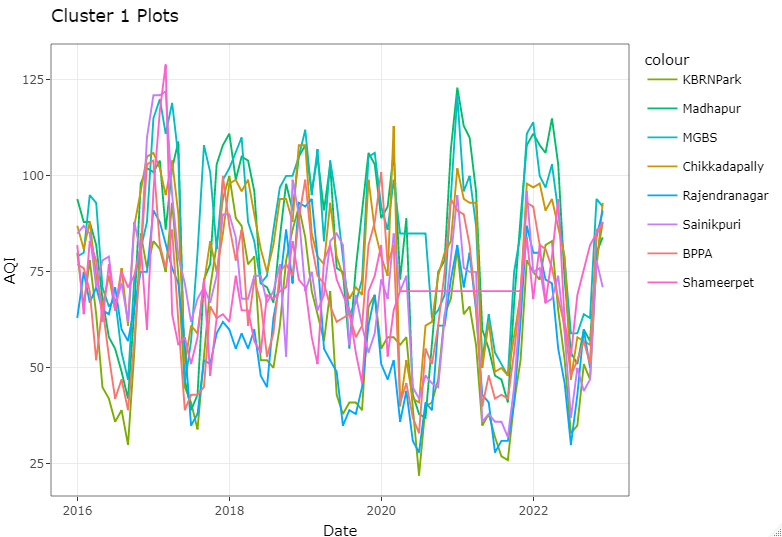 Cluster 1 Plots
colour
KBRNPark
Madhapur
MGBS
Chikkadapally
Rajendranagar
Sainikpuri
BPPA
Shameerpet
AQI
125
100
75
50
25
2016
2018
2020
2022
Date